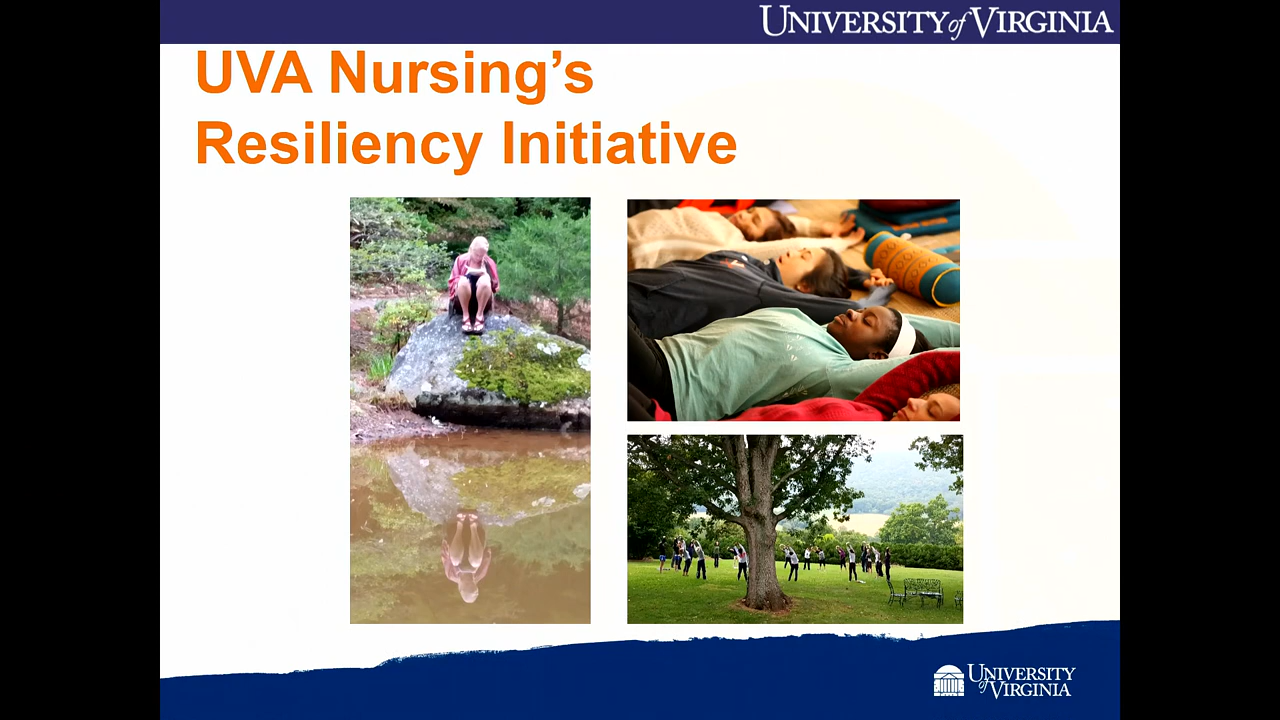 UNIVERSITY of VIRGINIA
UVA Nursing’s
Resiliency Initiative
UNIVERSITY
of VIRGINIA